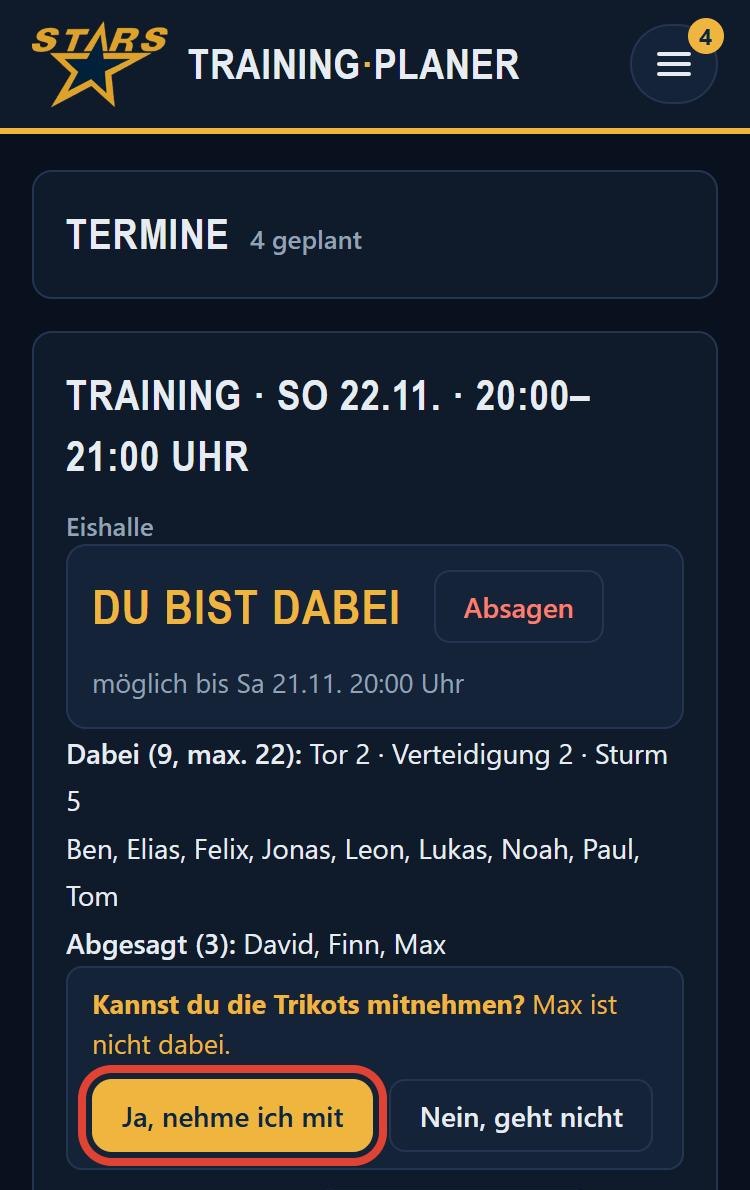 STARS
TRAINING·PLANER
4
TERMINE 4 geplant
TRAINING · SO 22.11. · 20:00–
21:00 UHR
Eishalle
DU BIST DABEI Absagen
möglich bis Sa 21.11. 20:00 Uhr
Dabei (9, max. 22): Tor 2 · Verteidigung 2 · Sturm
5
Ben, Elias, Felix, Jonas, Leon, Lukas, Noah, Paul,
Tom
Abgesagt (3): David, Finn, Max
Kannst du die Trikots mitnehmen? Max ist
nicht dabei.
Ja, nehme ich mit Nein, geht nicht